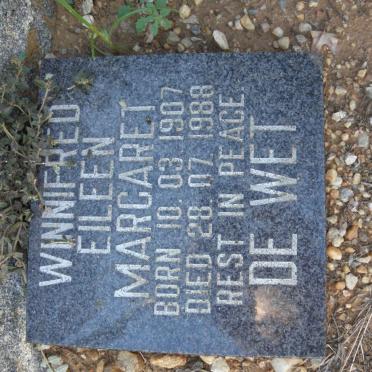 WINNIFRED
EILEEN
MARGARET
BORN 10. 03 1907
DIED 28. 07. 1988
REST IN PEACE
DE WET